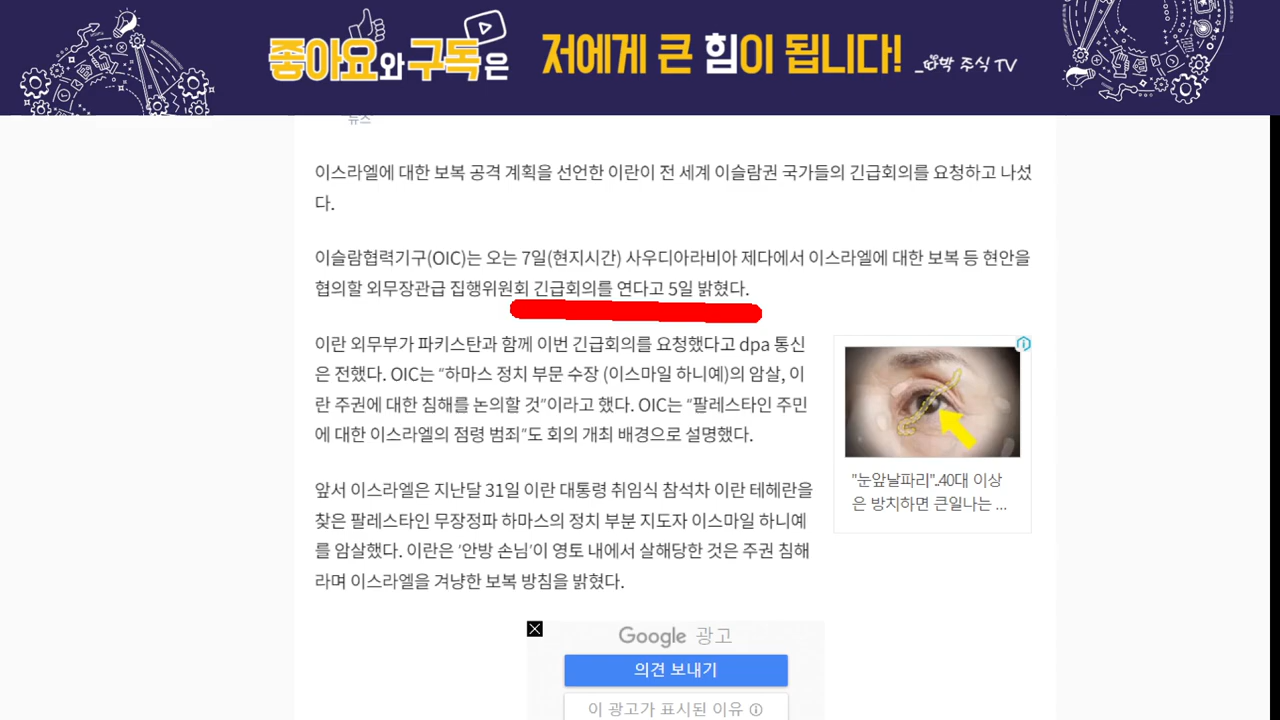 좋아요와 구독은 저에게 큰 힘이 됩니다!
박 주식 TV
뉴스
이스라엘에 대한 보복 공격 계획을 선언한 이란이 전 세계 이슬람권 국가들의 긴급회의를 요청하고 나섰
다.
이슬람협력기구(OIC)는 오는 7일(현지시간) 사우디아라비아 제다에서 이스라엘에 대한 보복 등 현안을
협의할 외무장관급 집행위원회 긴급회의를 연다고 5일 밝혔다.
이란 외무부가 파키스탄과 함께 이번 긴급회의를 요청했다고 dpa 통신
은 전했다. OIC는 “하마스 정치 부문 수장 (이스마일 하니예)의 암살, 이
란 주권에 대한 침해를 논의할 것”이라고 했다. OIC는 “팔레스타인 주민
에 대한 이스라엘의 점령 범죄”도 회의 개최 배경으로 설명했다.
앞서 이스라엘은 지난달 31일 이란 대통령 취임식 참석차 이란 테헤란을
찾은 팔레스타인 무장정파 하마스의 정치 부분 지도자 이스마일 하니예
를 암살했다. 이란은 ’안방 손님’이 영토 내에서 살해당한 것은 주권 침해
라며 이스라엘을 겨냥한 보복 방침을 밝혔다.
"눈앞날파리"..40대 이상
은 방치하면 큰일나는 ...
Google 광고
의견 보내기
이 광고가 표시된 이유